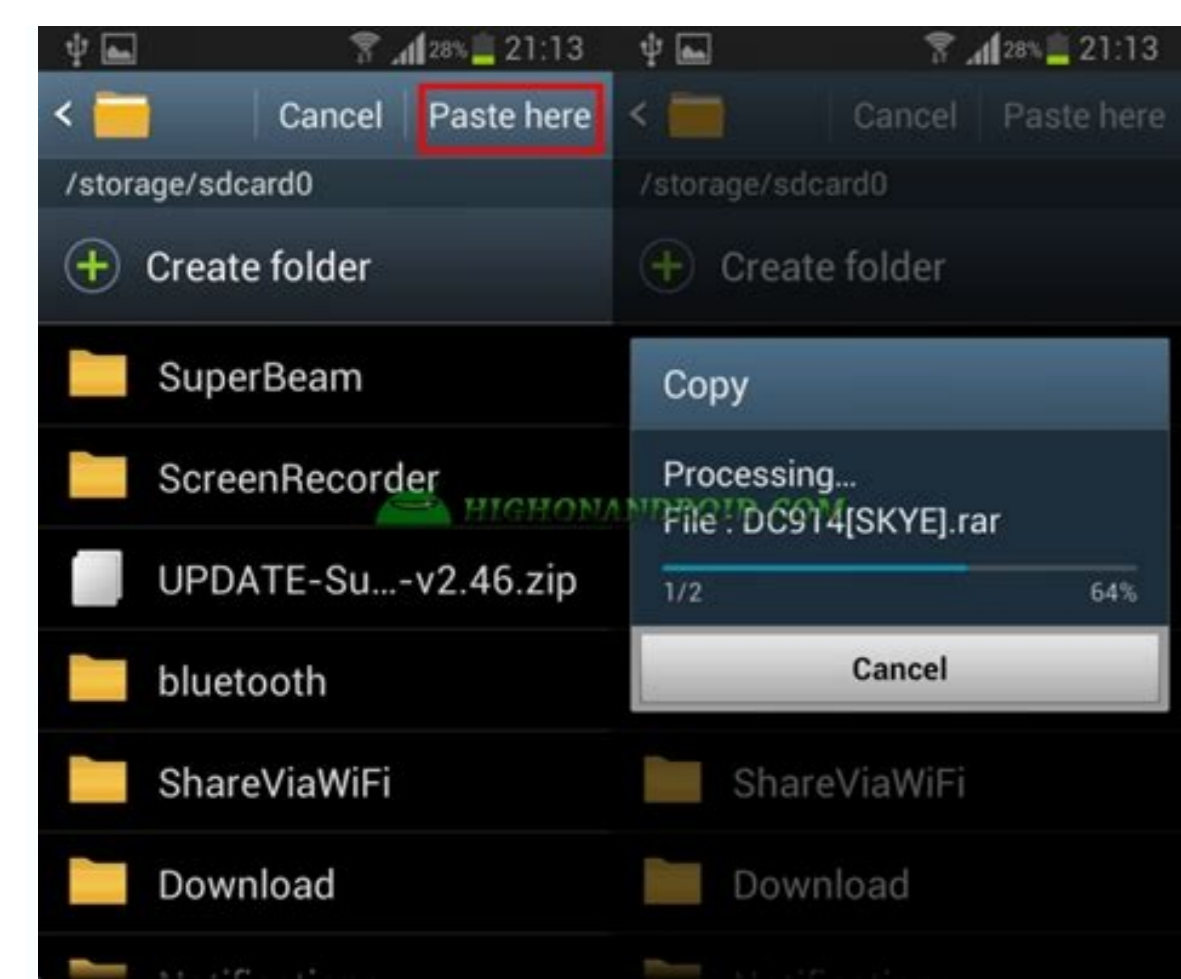 28% 21:13
Cancel Paste here
/storage/sdcard0
Create folder
SuperBeam
ScreenRecorder
UPDATE-Su...-v2.46.zip
bluetooth
ShareViaWiFi
Download
28% 21:13
Cancel Paste here
/storage/sdcard0
Create folder
Copy
Processing...
File : DC914[SKYE].rar
1/2 64%
Cancel
ShareViaWiFi
Download
HIGHONANDROID.COM